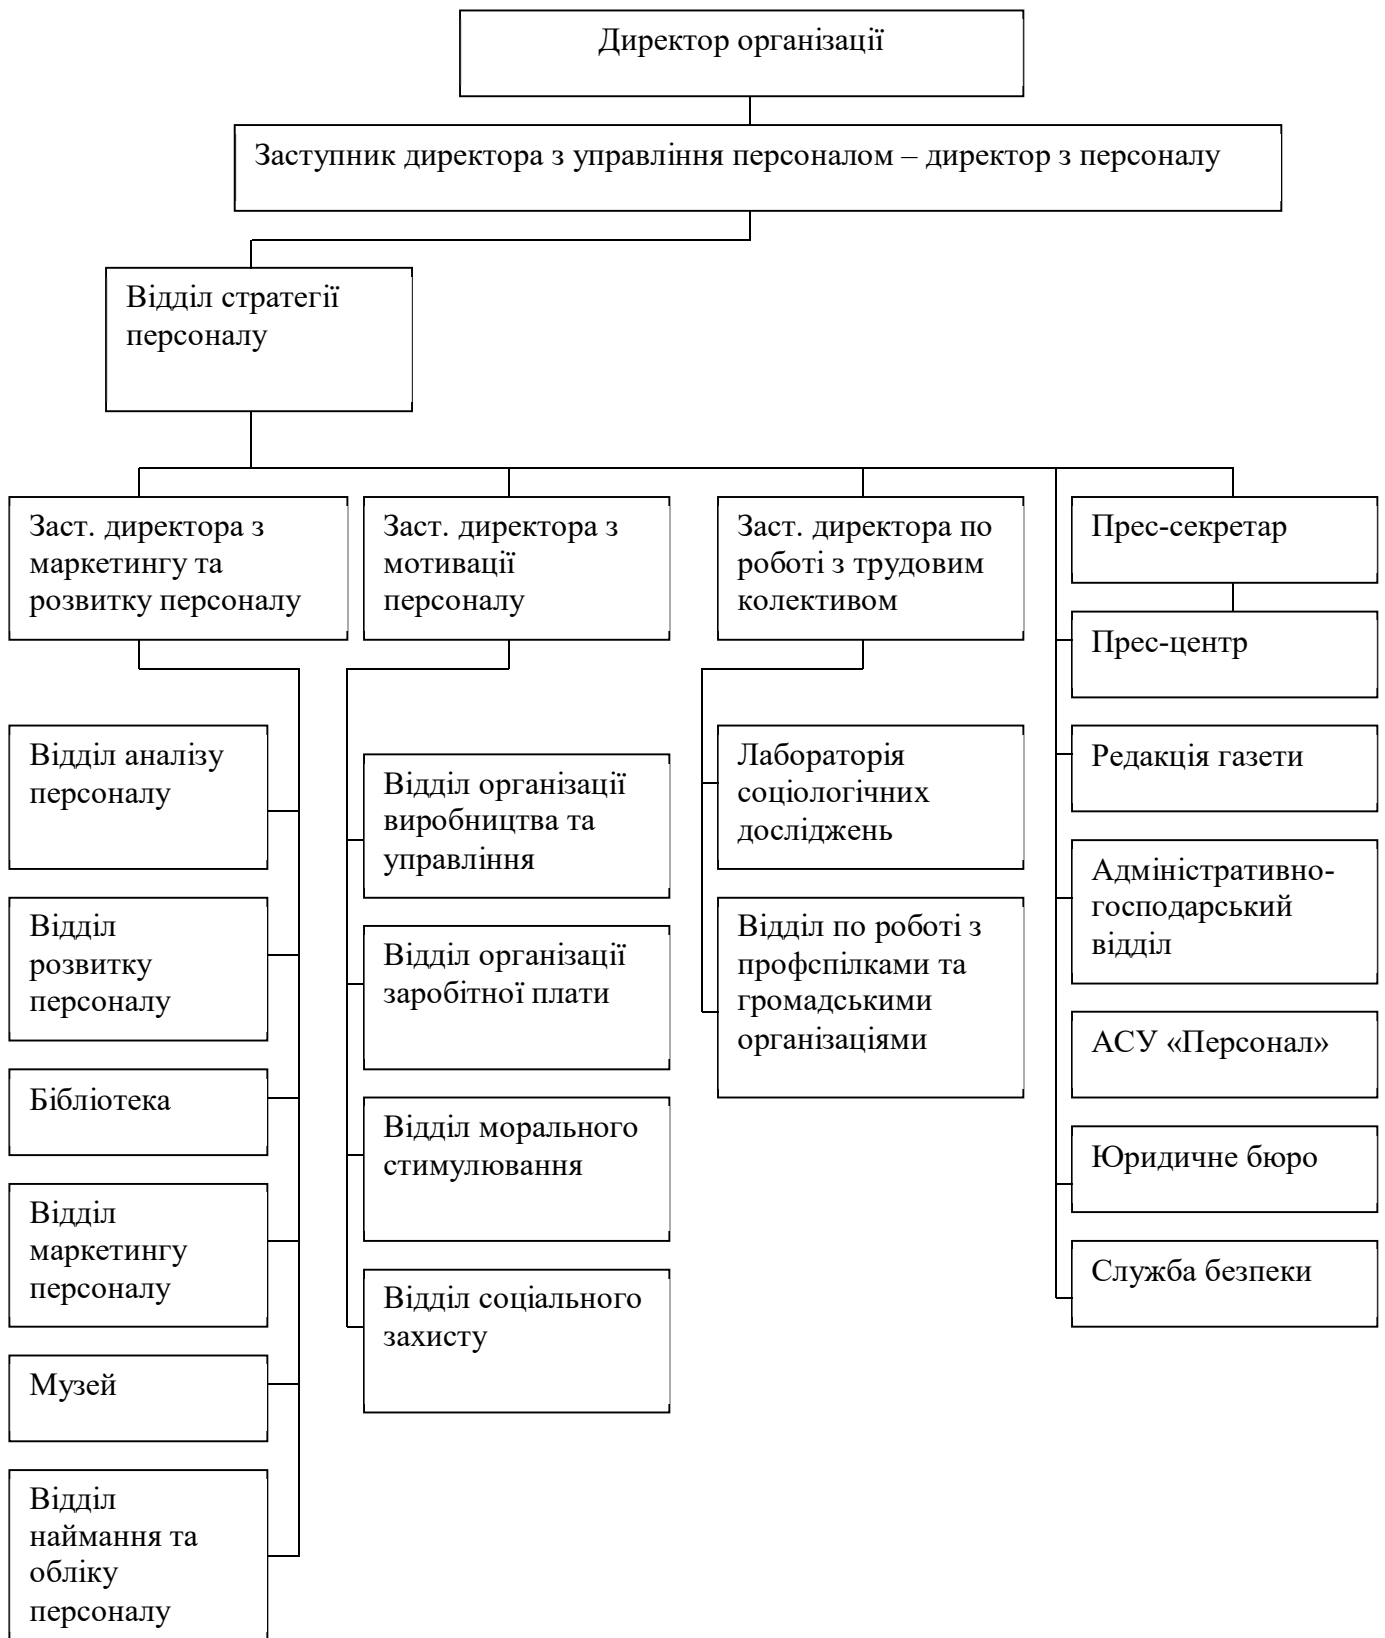 Директор організації
Заступник директора з управління персоналом – директор з персоналу
Відділ стратегії
персоналу
Заст. директора з
маркетингу та
розвитку персоналу
Заст. директора з
мотивації
персоналу
Заст. директора по
роботі з трудовим
колективом
Прес-секретар
Прес-центр
Редакція газети
Адміністративно-
господарський
відділ
АСУ «Персонал»
Юридичне бюро
Служба безпеки
Відділ аналізу
персоналу
Відділ
розвитку
персоналу
Бібліотека
Відділ
маркетингу
персоналу
Музей
Відділ
наймання та
обліку
персоналу
Відділ організації
виробництва та
управління
Відділ організації
заробітної плати
Відділ морального
стимулювання
Відділ соціального
захисту
Лабораторія
соціологічних
досліджень
Відділ по роботі з
профспілками та
громадськими
організаціями